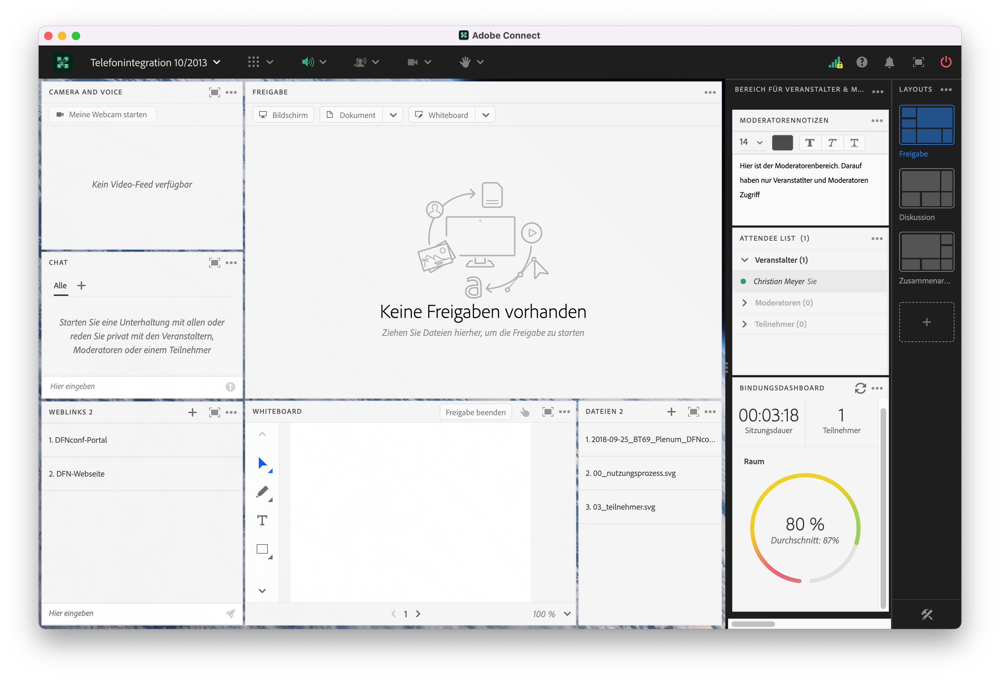 Adobe Connect
Telefonintegration 10/2013
CAMERA AND VOICE
Meine Webcam starten
Kein Video-Feed verfügbar
CHAT
Alle
Starten Sie eine Unterhaltung mit allen oder
reden Sie privat mit den Veranstaltern,
Moderatoren oder einem Teilnehmer
Hier eingeben
WEBLINKS 2
1. DFNconf-Portal
2. DFN-Webseite
Hier eingeben
FREIGABE
Bildschirm
Dokument
Whiteboard
a
Keine Freigaben vorhanden
Ziehen Sie Dateien hierher, um die Freigabe zu starten
WHITEBOARD
Freigabe beenden
T
1
100 %
DATEIEN 2
1. 2018-09-25_BT69_Plenum_DFNco...
2. 00_nutzungsprozess.svg
3. 03_teilnehmer.svg
BEREICH FÜR VERANSTALTER & M...
MODERATORENNOTIZEN
14
T T T
Hier ist der Moderatorenbereich. Darauf
haben nur Veranstatlter und Moderatoren
Zugriff
ATTENDEE LIST (1)
Veranstalter (1)
Christian Meyer Sie
Moderatoren (0)
Teilnehmer (0)
BINDUNGSDASHBOARD
00:03:18
Sitzungsdauer
1
Teilnehmer
Raum
80 %
Durchschnitt: 87%
LAYOUTS
Freigabe
Diskussion
Zusammenar...